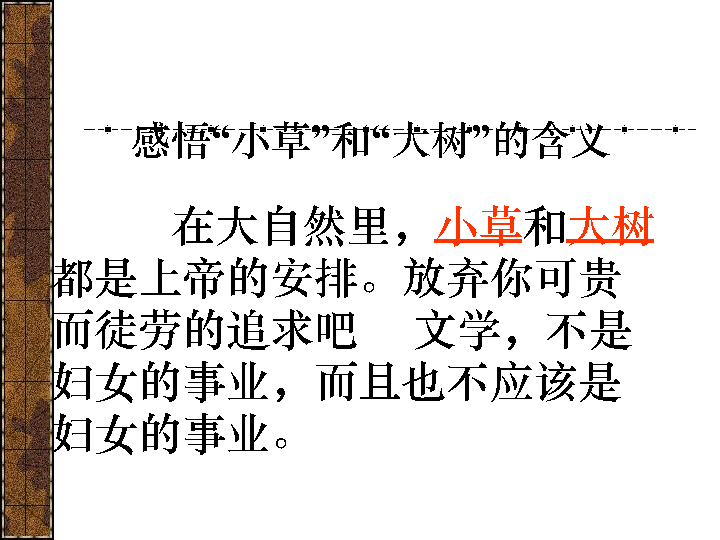 感悟“小草”和“大树”的含义
在大自然里，小草和大树
都是上帝的安排。放弃你可贵
而徒劳的追求吧 文学，不是
妇女的事业，而且也不应该是
妇女的事业。